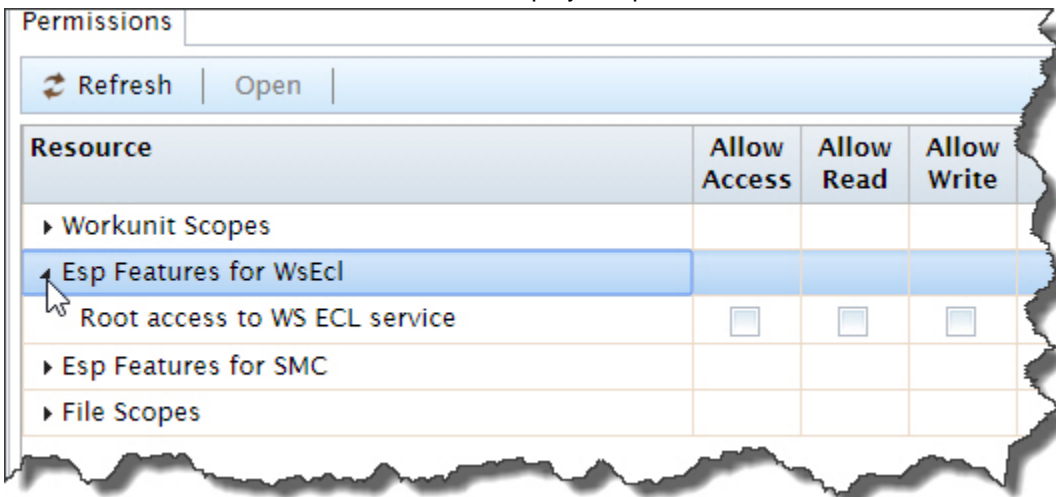 Permissions
Refresh Open
Resource Allow Access Allow Read Allow Write
Workunit Scopes
Esp Features for WsEcl
Root access to WS ECL service
Esp Features for SMC
File Scopes